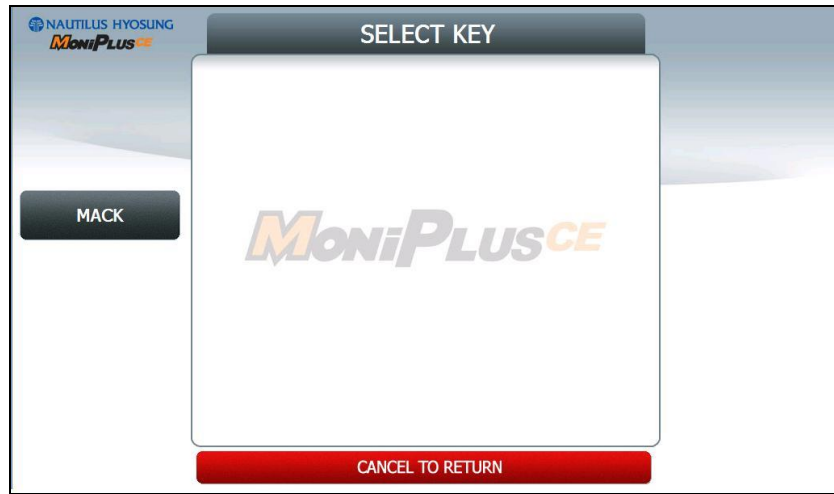 NAUTILUS HYOSUNG
MONiPLUSCE
SELECT KEY
MACK
MONiPLUSCE
CANCEL TO RETURN